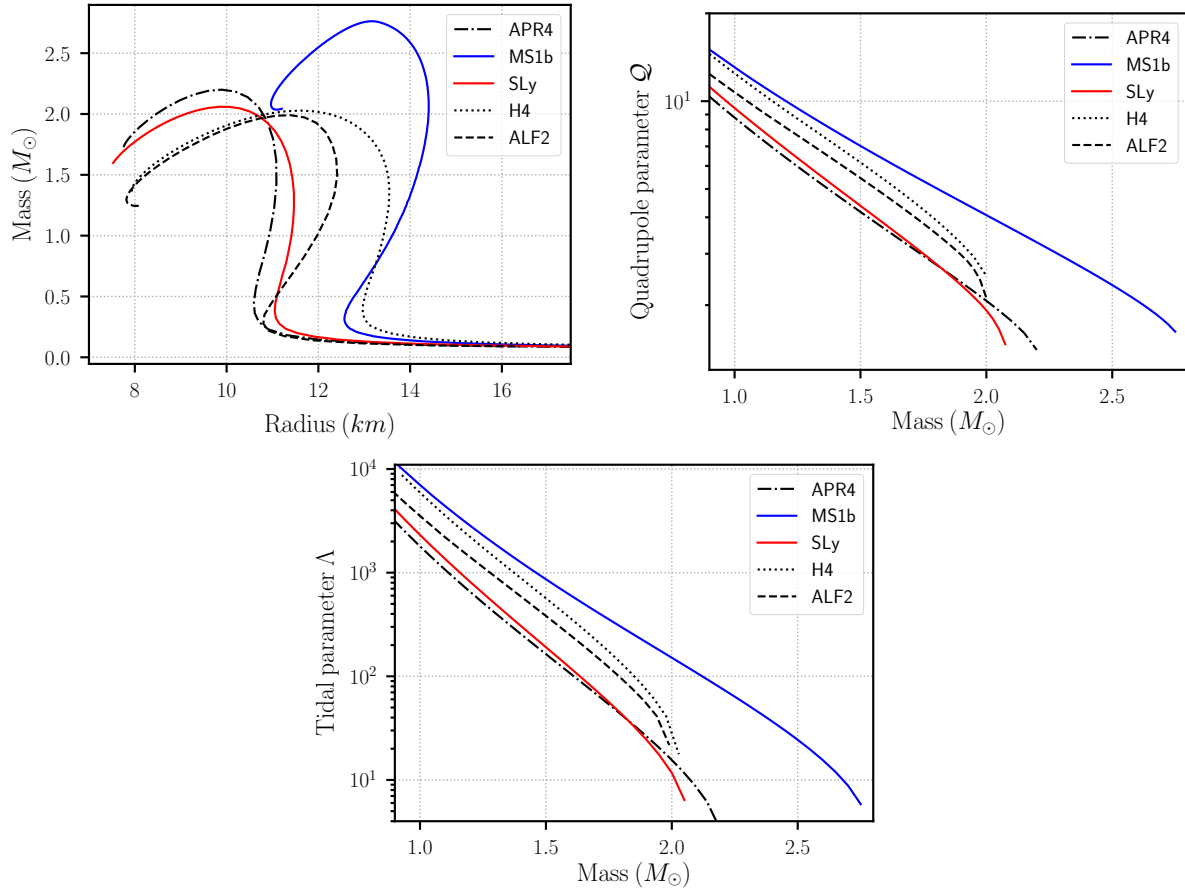 Mass (M⊙)
2.5
2.0
1.5
1.0
0.5
0.0
8 10 12 14 16
Radius (km)
APR4
MS1b
SLy
H4
ALF2
Quadrupole parameter 𝒬
10¹
1.0 1.5 2.0 2.5
Mass (M⊙)
APR4
MS1b
SLy
H4
ALF2
Tidal parameter Λ
10⁴
10³
10²
10¹
1.0 1.5 2.0 2.5
Mass (M⊙)
APR4
MS1b
SLy
H4
ALF2